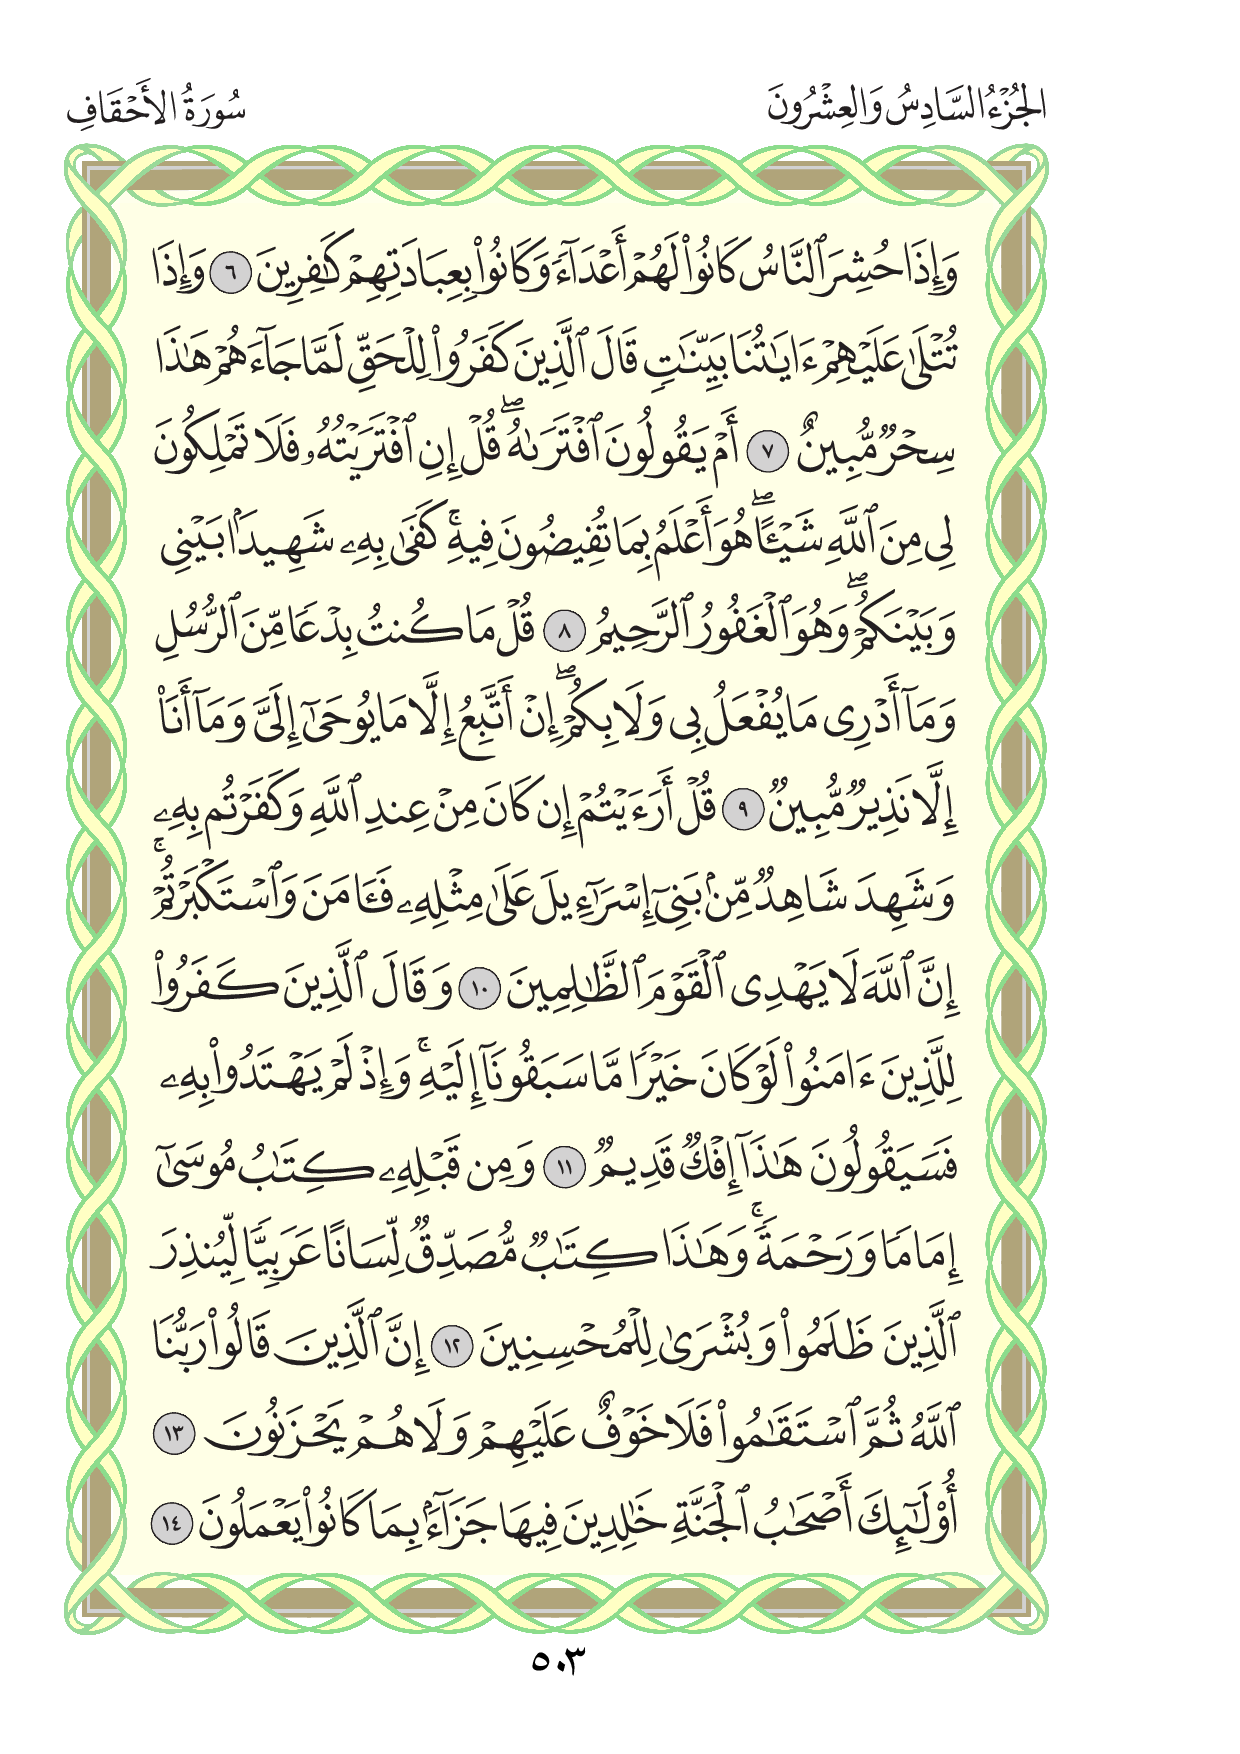 الجُزْءُ السَّادِسُ وَالعِشْرُونَ
سُورَةُ الأَحْقَافِ
وَإِذَا حُشِرَ ٱلنَّاسُ كَانُوا۟ لَهُمْ أَعْدَآءً وَكَانُوا۟ بِعِبَادَتِهِمْ كَـٰفِرِينَ ٦ وَإِذَا
تُتْلَىٰ عَلَيْهِمْ ءَايَـٰتُنَا بَيِّنَـٰتٍ قَالَ ٱلَّذِينَ كَفَرُوا۟ لِلْحَقِّ لَمَّا جَآءَهُمْ هَـٰذَا
سِحْرٌ مُّبِينٌ ٧ أَمْ يَقُولُونَ ٱفْتَرَىٰهُ ۖ قُلْ إِنِ ٱفْتَرَيْتُهُۥ فَلَا تَمْلِكُونَ
لِى مِنَ ٱللَّهِ شَيْـًٔا ۖ هُوَ أَعْلَمُ بِمَا تُفِيضُونَ فِيهِ ۚ كَفَىٰ بِهِۦ شَهِيدًۢا بَيْنِى
وَبَيْنَكُمْ ۖ وَهُوَ ٱلْغَفُورُ ٱلرَّحِيمُ ٨ قُلْ مَا كُنتُ بِدْعًا مِّنَ ٱلرُّسُلِ
وَمَآ أَدْرِى مَا يُفْعَلُ بِى وَلَا بِكُمْ ۖ إِنْ أَتَّبِعُ إِلَّا مَا يُوحَىٰٓ إِلَىَّ وَمَآ أَنَا۠
إِلَّا نَذِيرٌ مُّبِينٌ ٩ قُلْ أَرَءَيْتُمْ إِن كَانَ مِنْ عِندِ ٱللَّهِ وَكَفَرْتُم بِهِۦ
وَشَهِدَ شَاهِدٌ مِّنۢ بَنِىٓ إِسْرَٰٓءِيلَ عَلَىٰ مِثْلِهِۦ فَـَٔامَنَ وَٱسْتَكْبَرْتُمْ ۚ
إِنَّ ٱللَّهَ لَا يَهْدِى ٱلْقَوْمَ ٱلظَّـٰلِمِينَ ١٠ وَقَالَ ٱلَّذِينَ كَفَرُوا۟
لِلَّذِينَ ءَامَنُوا۟ لَوْ كَانَ خَيْرًا مَّا سَبَقُونَآ إِلَيْهِ ۚ وَإِذْ لَمْ يَهْتَدُوا۟ بِهِۦ
فَسَيَقُولُونَ هَـٰذَآ إِفْكٌ قَدِيمٌ ١١ وَمِن قَبْلِهِۦ كِتَـٰبُ مُوسَىٰٓ
إِمَامًا وَرَحْمَةً ۚ وَهَـٰذَا كِتَـٰبٌ مُّصَدِّقٌ لِّسَانًا عَرَبِيًّا لِّيُنذِرَ
ٱلَّذِينَ ظَلَمُوا۟ وَبُشْرَىٰ لِلْمُحْسِنِينَ ١٢ إِنَّ ٱلَّذِينَ قَالُوا۟ رَبُّنَا
ٱللَّهُ ثُمَّ ٱسْتَقَـٰمُوا۟ فَلَا خَوْفٌ عَلَيْهِمْ وَلَا هُمْ يَحْزَنُونَ ١٣
أُو۟لَـٰٓئِكَ أَصْحَـٰبُ ٱلْجَنَّةِ خَـٰلِدِينَ فِيهَا جَزَآءًۢ بِمَا كَانُوا۟ يَعْمَلُونَ ١٤
٥٠٣